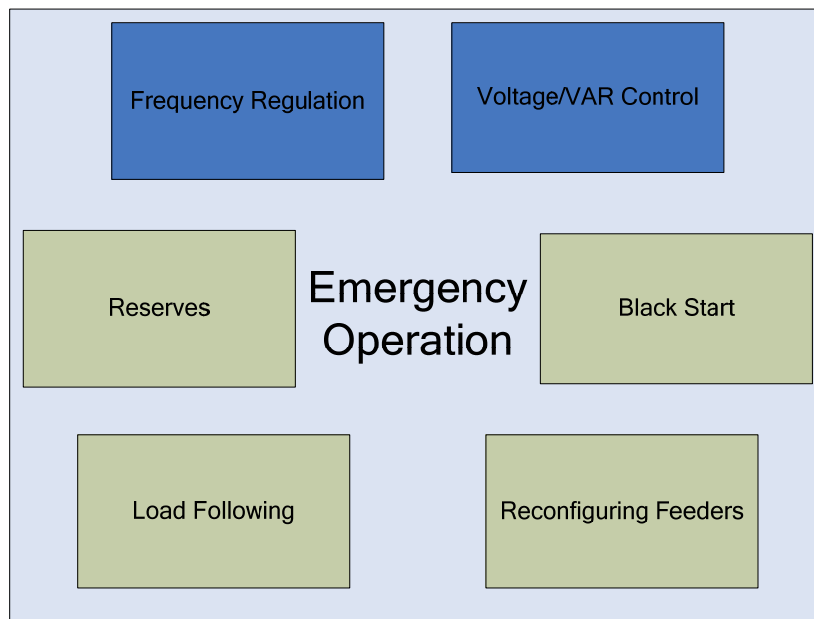 Frequency Regulation
Voltage/VAR Control
Reserves
Emergency
Operation
Black Start
Load Following
Reconfiguring Feeders